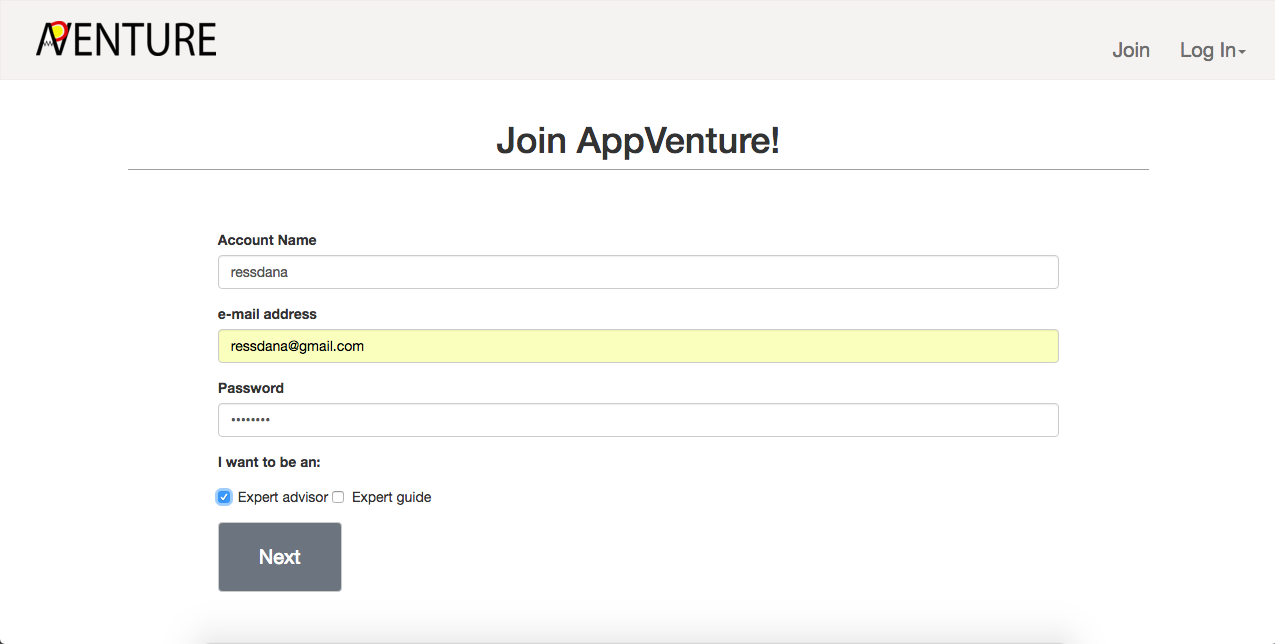 AVENTURE
Join Log In
Join AppVenture!
Account Name
ressdana
e-mail address
ressdana@gmail.com
Password
••••••••
I want to be an:
Expert advisor Expert guide
Next